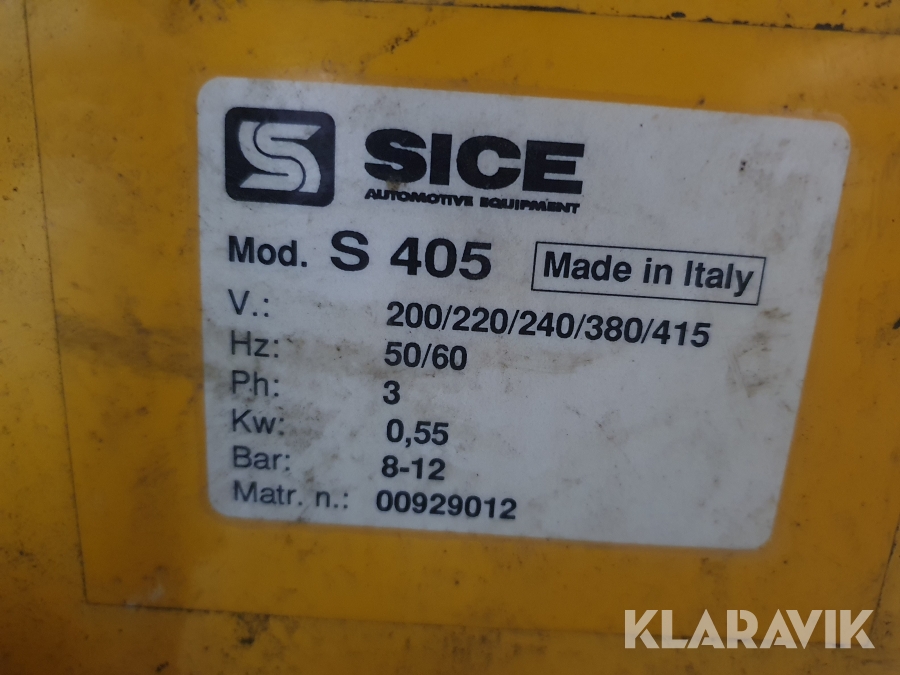 SICE
AUTOMOTIVE EQUIPMENT
Mod. S 405 Made in Italy
V.: 200/220/240/380/415
Hz: 50/60
Ph: 3
Kw: 0,55
Bar: 8-12
Matr. n.: 00929012
KLARAVIK